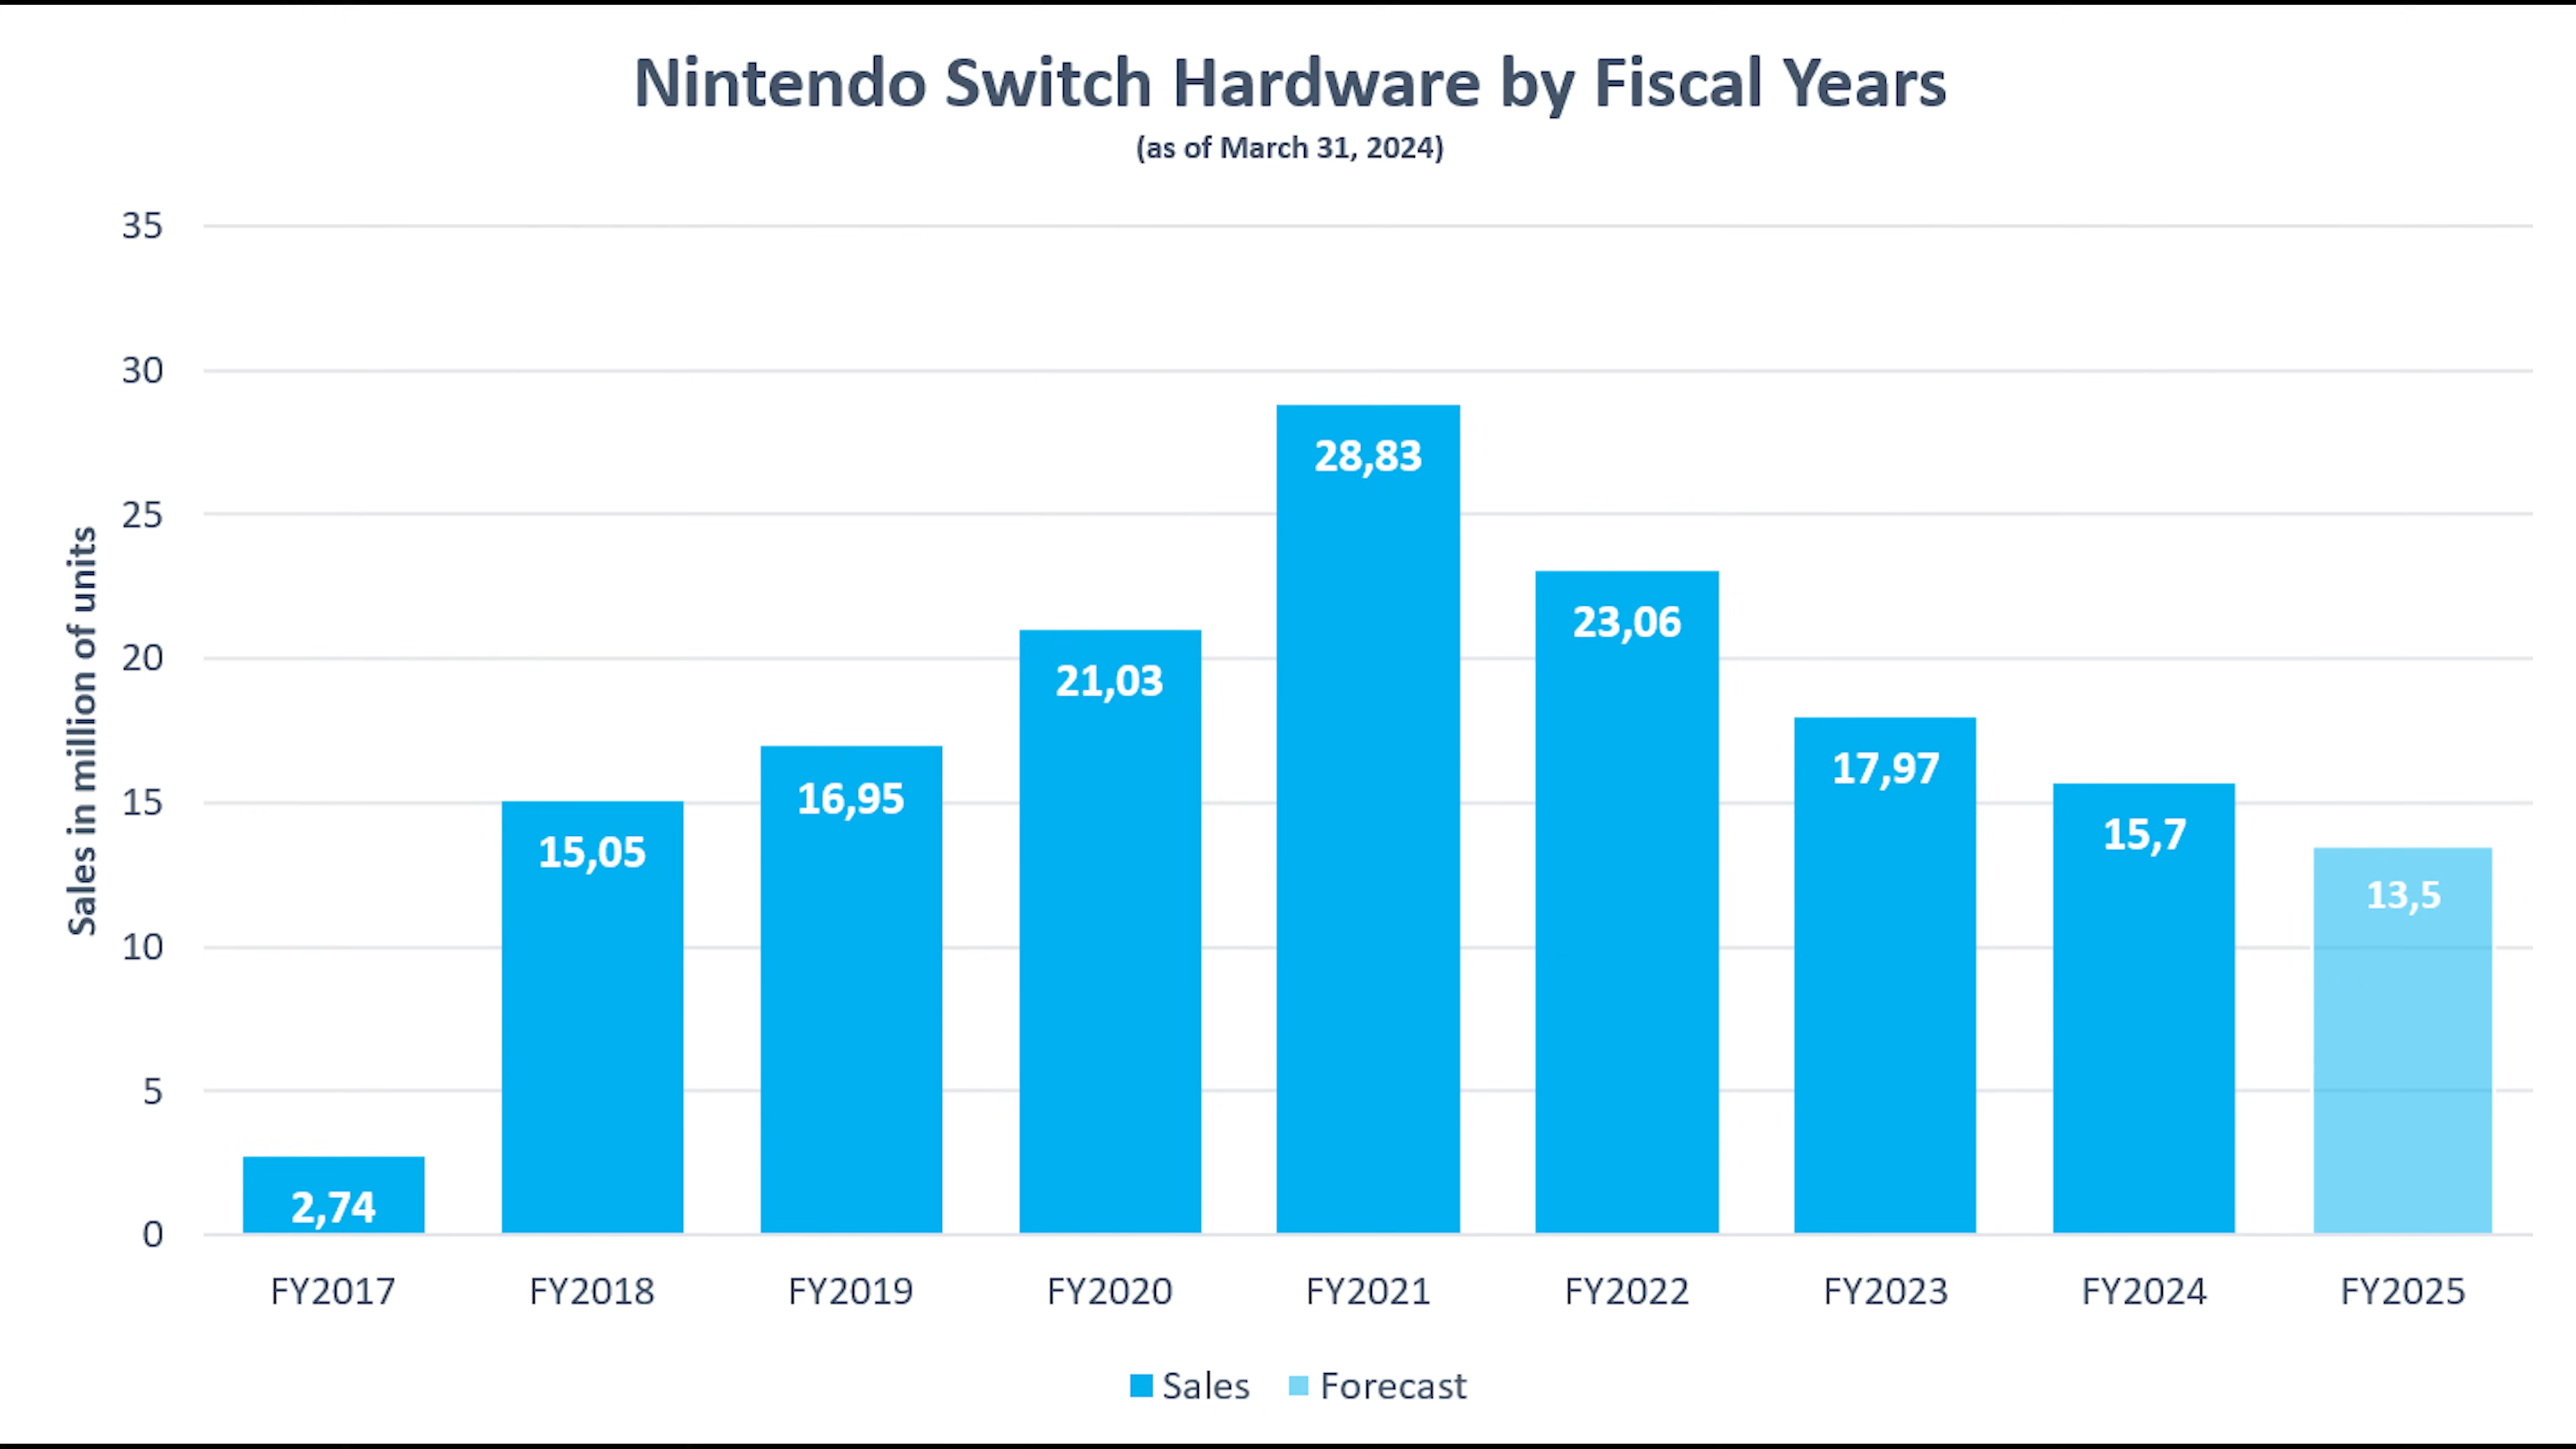 Nintendo Switch Hardware by Fiscal Years
(as of March 31, 2024)
Sales in million of units
35
30
25
20
15
10
5
0
2,74
15,05
16,95
21,03
28,83
23,06
17,97
15,7
13,5
FY2017
FY2018
FY2019
FY2020
FY2021
FY2022
FY2023
FY2024
FY2025
Sales
Forecast